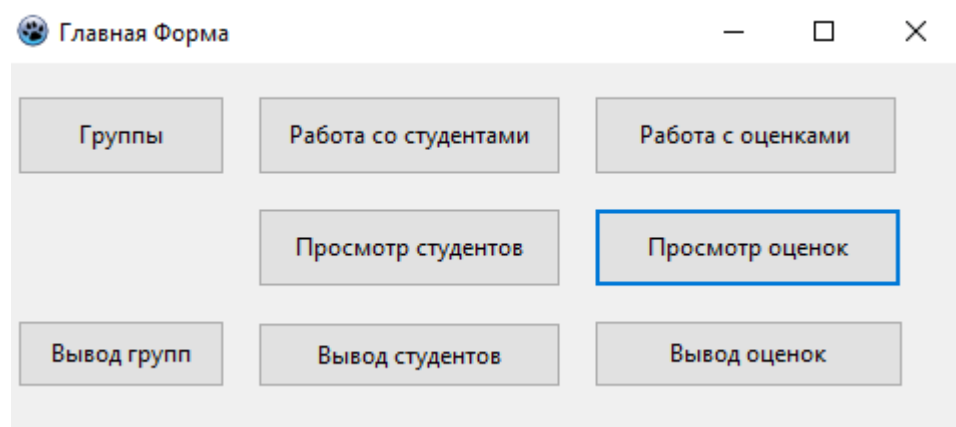 Главная Форма
Группы
Работа со студентами
Работа с оценками
Просмотр студентов
Просмотр оценок
Вывод групп
Вывод студентов
Вывод оценок